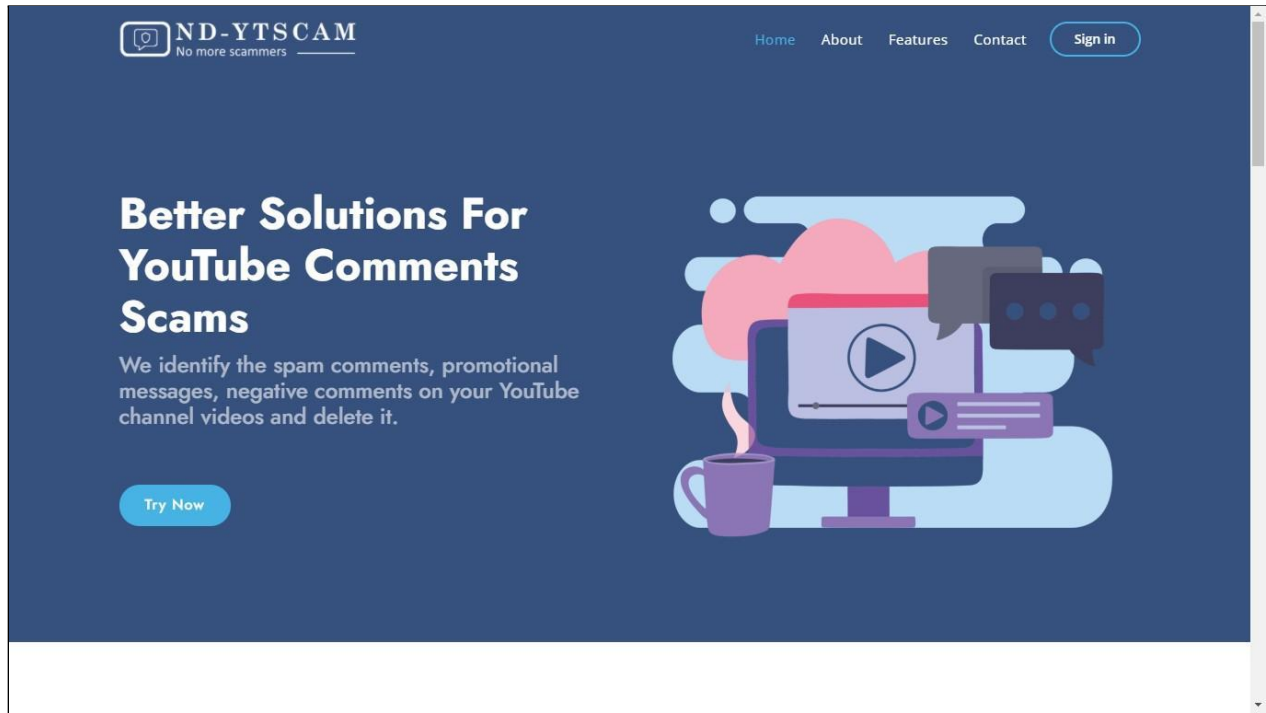 ND-YTSCAM
No more scammers
Home About Features Contact Sign in
Better Solutions For
YouTube Comments
Scams
We identify the spam comments, promotional
messages, negative comments on your YouTube
channel videos and delete it.
Try Now